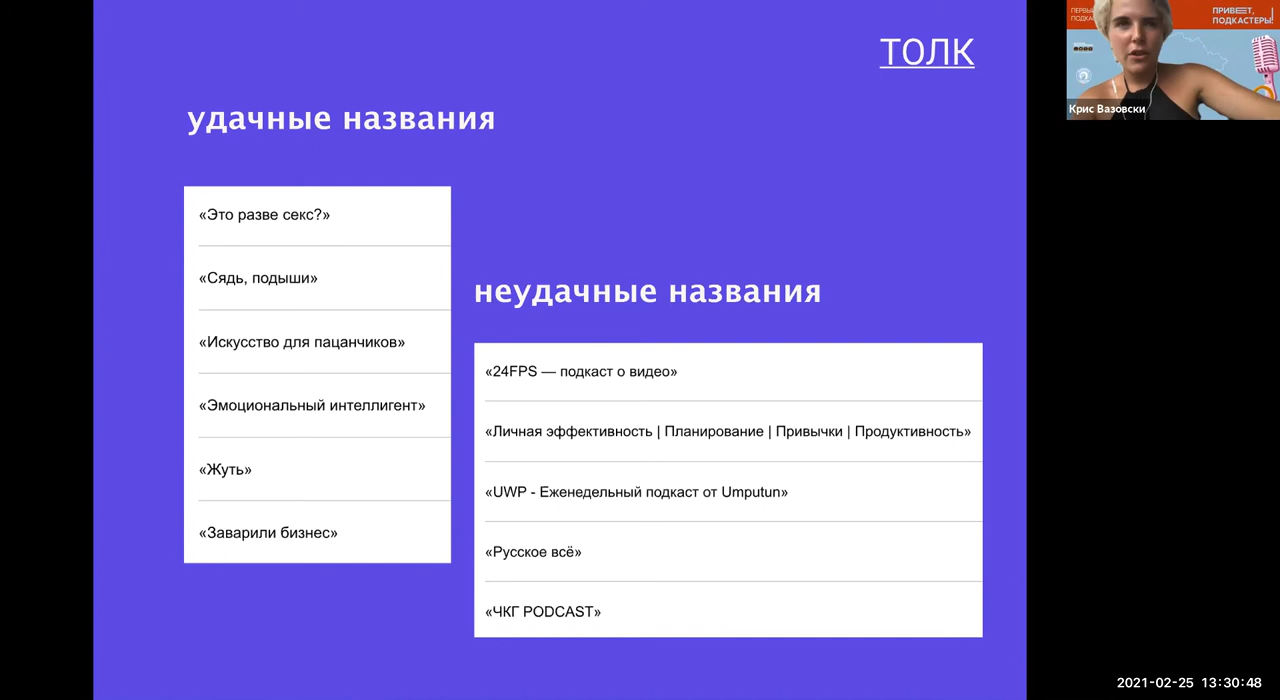 ТОЛК
удачные названия
«Это разве секс?»
«Сядь, подыши»
«Искусство для пацанчиков»
«Эмоциональный интеллигент»
«Жуть»
«Заварили бизнес»
неудачные названия
«24FPS — подкаст о видео»
«Личная эффективность | Планирование | Привычки | Продуктивность»
«UWP - Еженедельный подкаст от Umputun»
«Русское всё»
«ЧКГ PODCAST»
ПРИВЕТ,
ПОДКАСТЕРЫ!
Крис Вазовски
2021-02-25 13:30:48